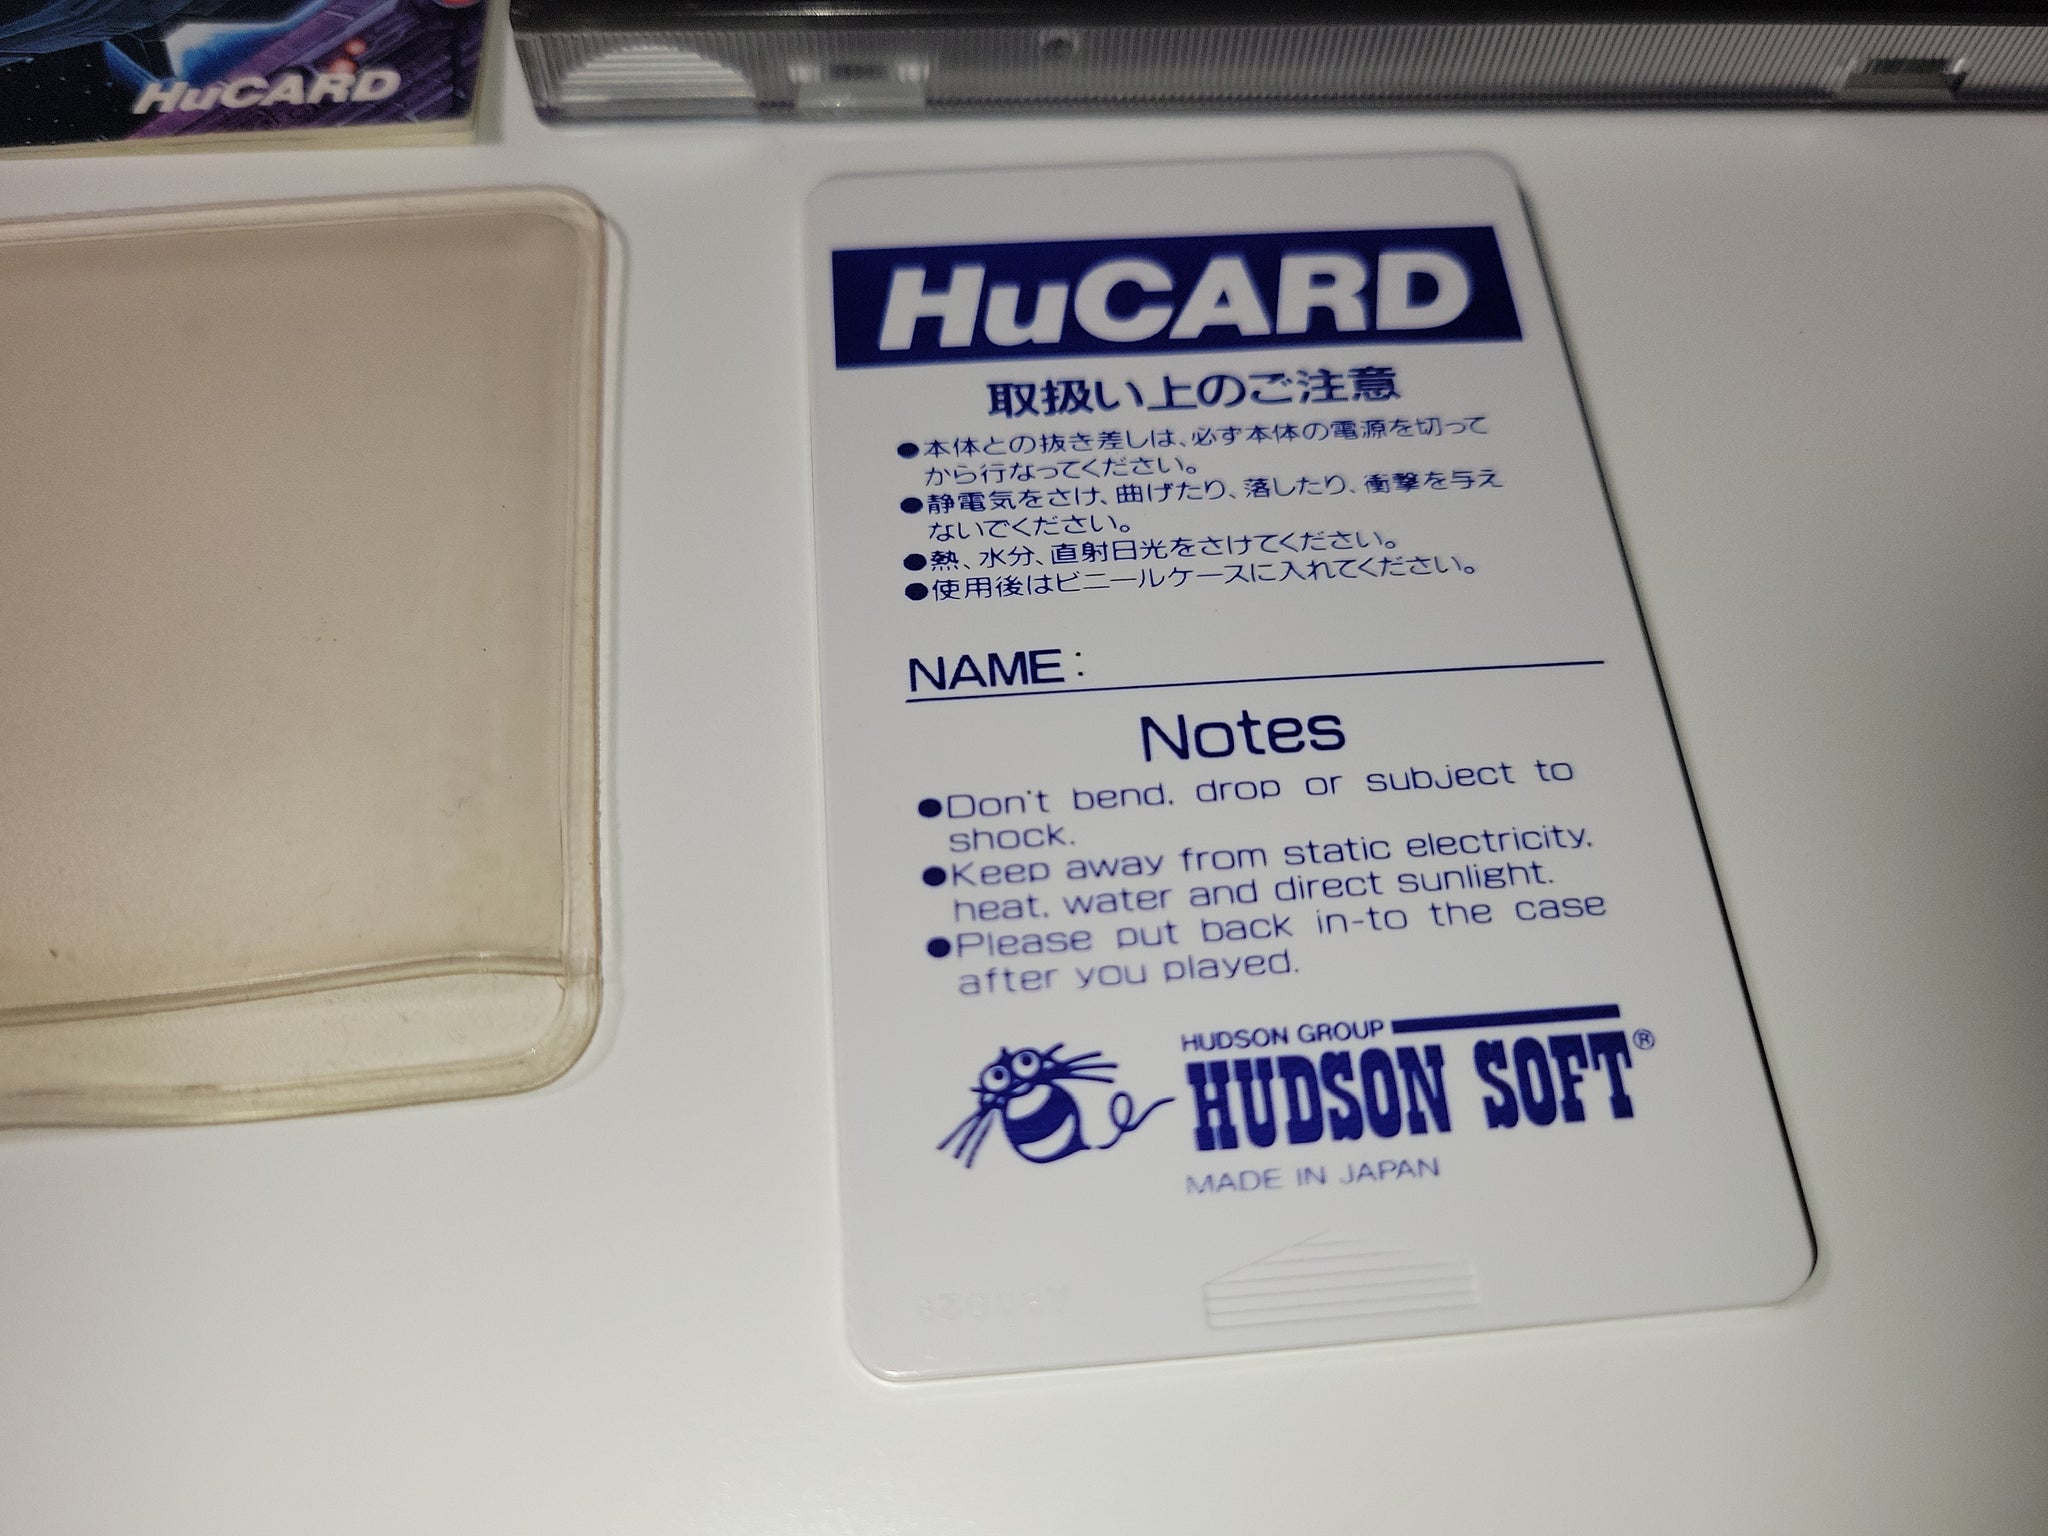 HuCARD
HuCARD
取扱い上のご注意
●本体との抜き差しは、必ず本体の電源を切って
から行なってください。
●静電気をさけ、曲げたり、落したり、衝撃を与え
ないでください。
●熱、水分、直射日光をさけてください。
●使用後はビニールケースに入れてください。
NAME:
Notes
●Don't bend, drop or subject to
shock.
●Keep away from static electricity,
heat, water and direct sunlight.
●Please put back in-to the case
after you played.
HUDSON GROUP
HUDSON SOFT®
MADE IN JAPAN